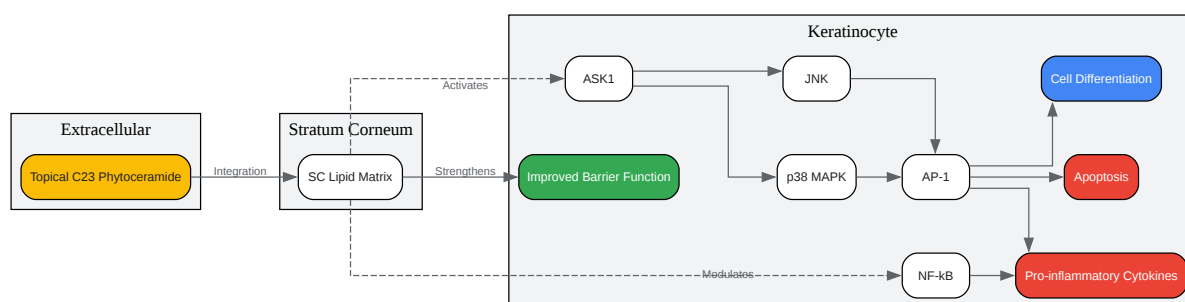 Keratinocyte
ASK1
JNK
Cell Differentiation
Activates
Extracellular
Stratum Corneum
Topical C23 Phytoceramide
Integration
SC Lipid Matrix
Strengthens
Improved Barrier Function
p38 MAPK
AP-1
Apoptosis
Modulates
NF-kB
Pro-inflammatory Cytokines